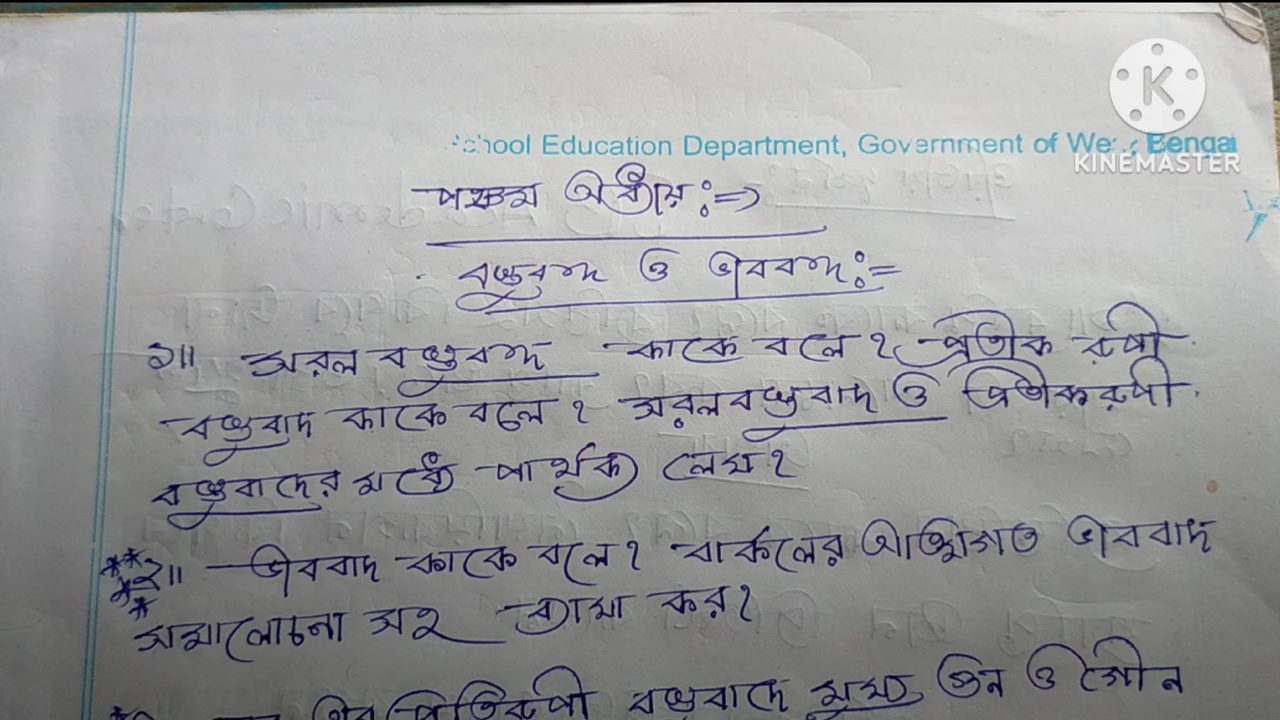 School Education Department, Government of West Bengal
KINEMASTER
পঞ্চম অধ্যায় :⇒
বস্তুবাদ ও ভাববাদ :=
১।। সরল বস্তুবাদ কাকে বলে? প্রতীক রুপী
বস্তুবাদ কাকে বলে? সরল বস্তুবাদ ও প্রতীকরুপী
বস্তুবাদের মধ্যে পার্থক্য লেখ?
২।। ভাববাদ কাকে বলে? বার্কলের আত্মগত ভাববাদ
সমালোচনা সহ ব্যাখা কর?
প্রতিরুপী বস্তুবাদে মুখ্য গুন ও গৌন